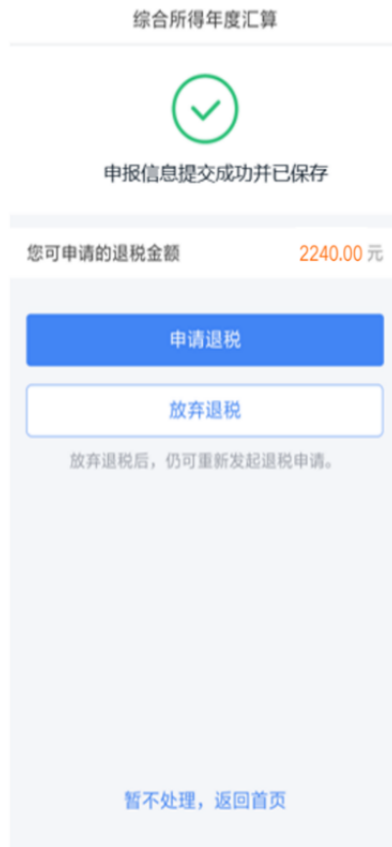 综合所得年度汇算
申报信息提交成功并已保存
您可申请的退税金额 2240.00 元
申请退税
放弃退税
放弃退税后，仍可重新发起退税申请。
暂不处理，返回首页